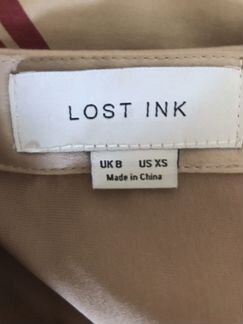 LOST INK
UK 8 US XS
Made in China